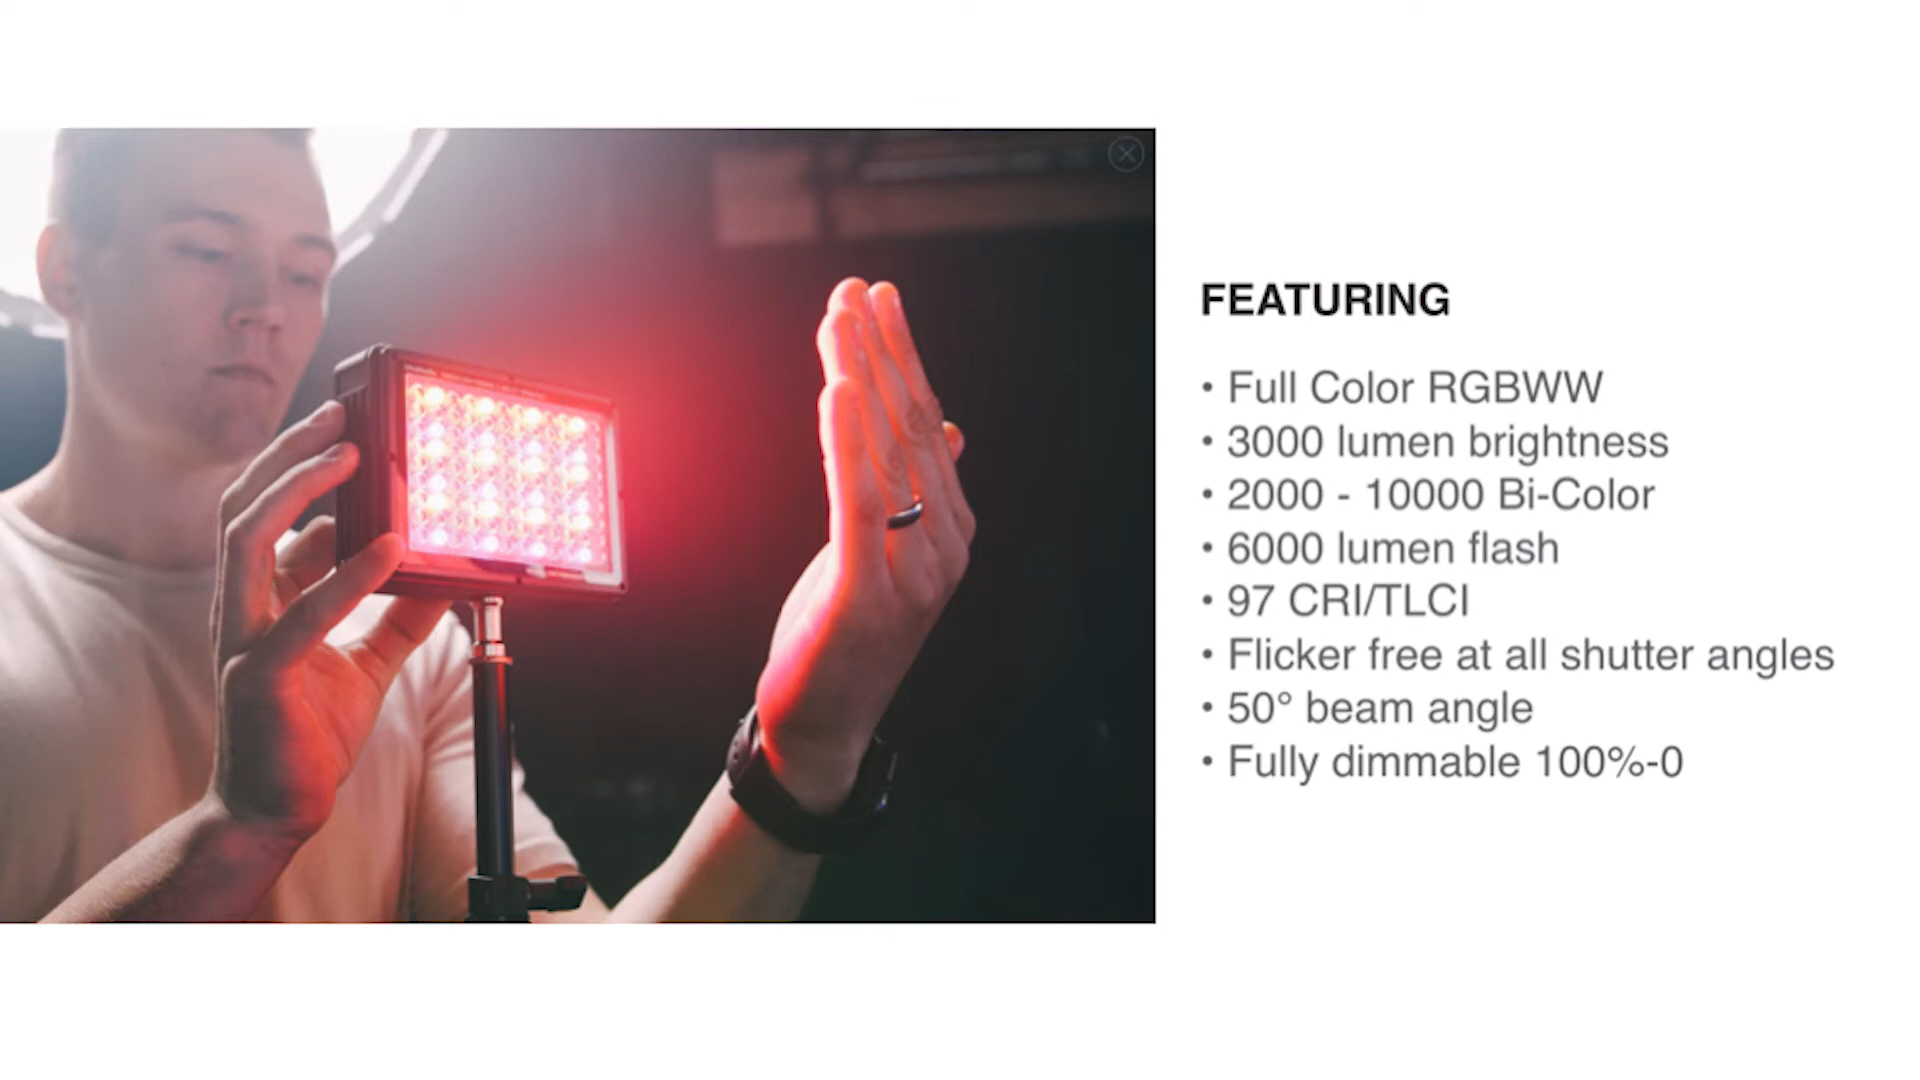 FEATURING
• Full Color RGBWW
• 3000 lumen brightness
• 2000 - 10000 Bi-Color
• 6000 lumen flash
• 97 CRI/TLCI
• Flicker free at all shutter angles
• 50° beam angle
• Fully dimmable 100%-0